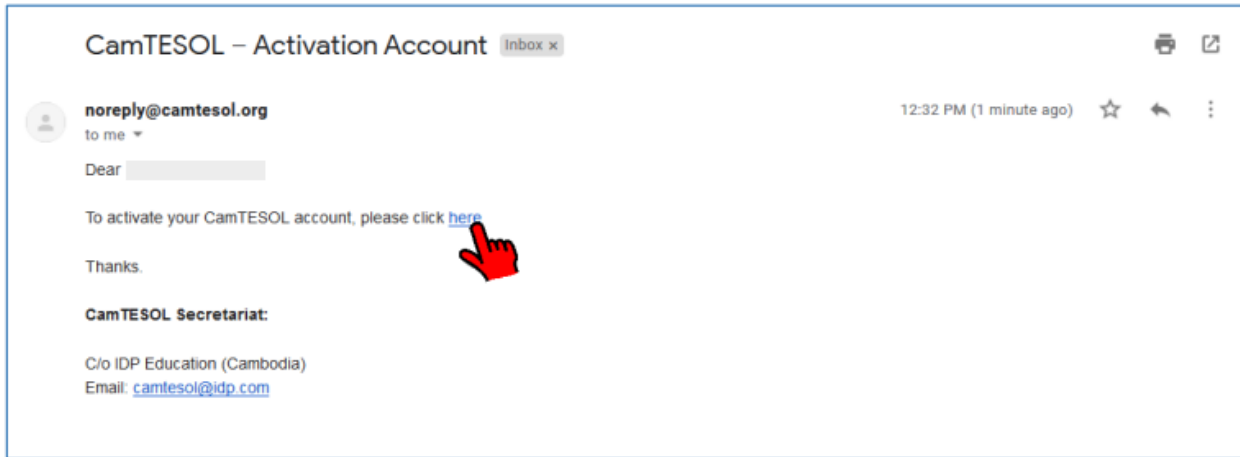 CamTESOL – Activation Account Inbox x
noreply@camtesol.org 12:32 PM (1 minute ago)
to me
Dear
To activate your CamTESOL account, please click here
Thanks.
CamTESOL Secretariat:
C/o IDP Education (Cambodia)
Email: camtesol@idp.com